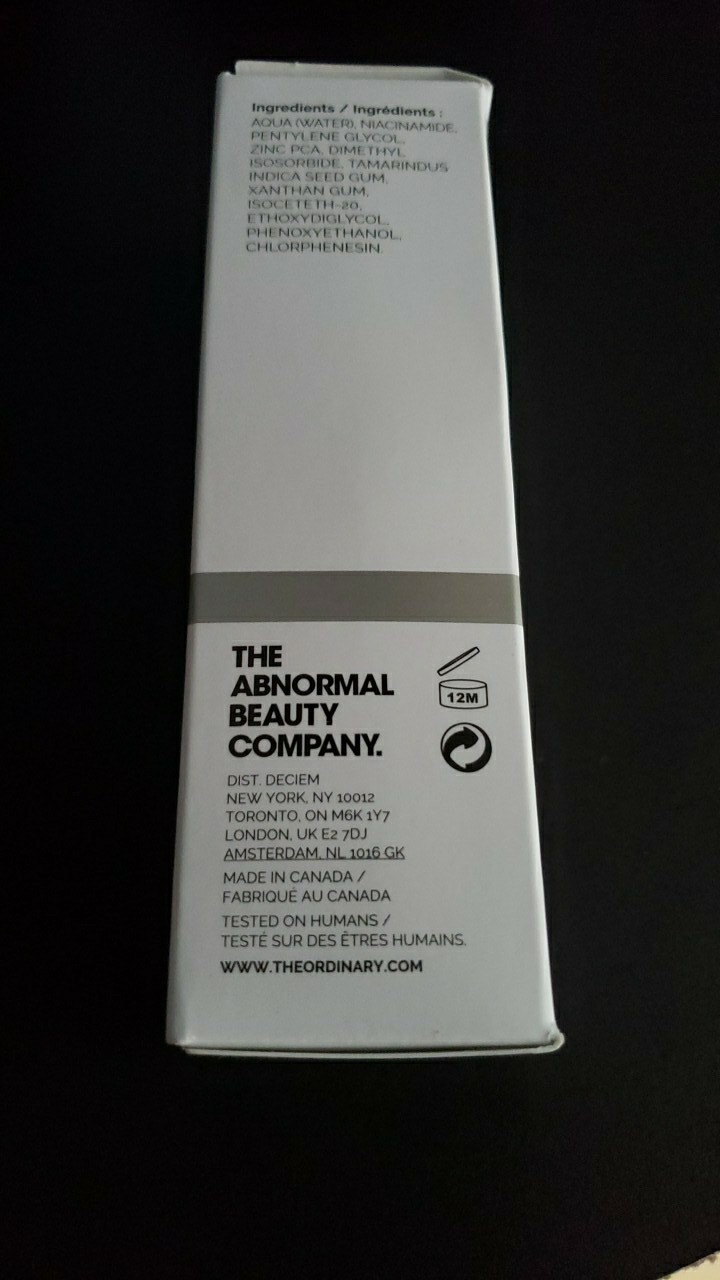 Ingredients / Ingrédients :
AQUA (WATER), NIACINAMIDE,
PENTYLENE GLYCOL,
ZINC PCA, DIMETHYL
ISOSORBIDE, TAMARINDUS
INDICA SEED GUM,
XANTHAN GUM,
ISOCETETH-20,
ETHOXYDIGLYCOL,
PHENOXYETHANOL,
CHLORPHENESIN.
THE
ABNORMAL
BEAUTY
COMPANY.
12M
DIST. DECIEM
NEW YORK, NY 10012
TORONTO, ON M6K 1Y7
LONDON, UK E2 7DJ
AMSTERDAM, NL 1016 GK
MADE IN CANADA /
FABRIQUÉ AU CANADA
TESTED ON HUMANS /
TESTÉ SUR DES ÊTRES HUMAINS.
WWW.THEORDINARY.COM